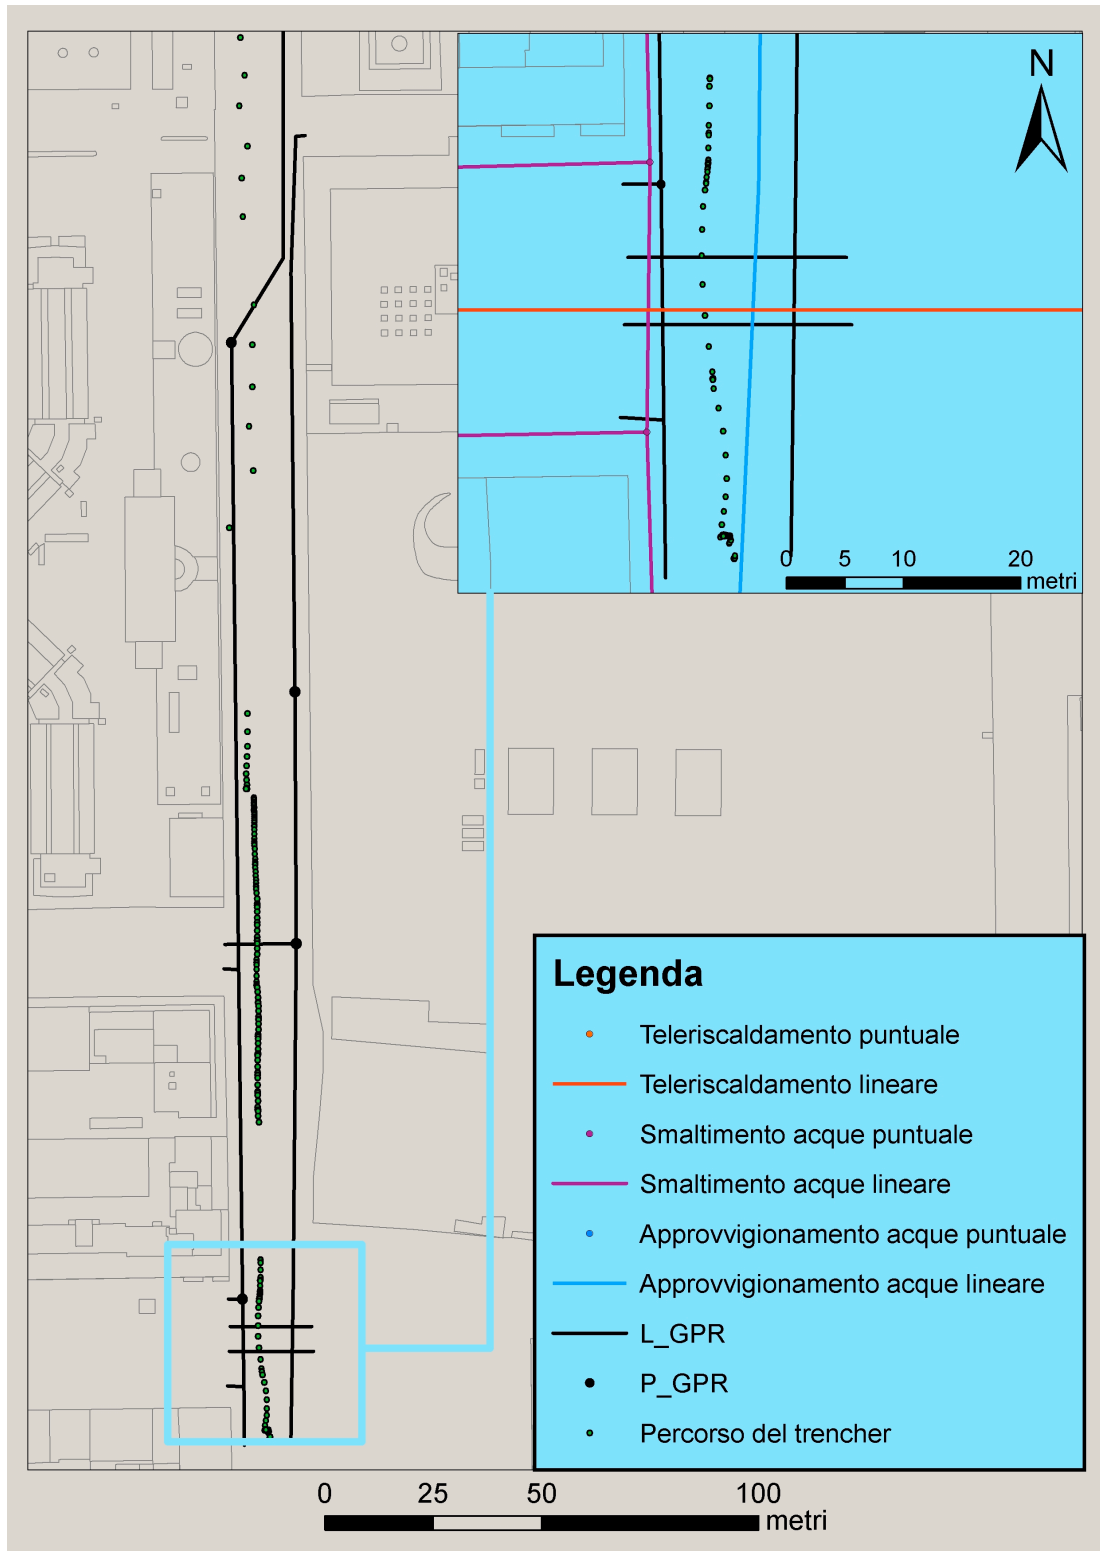 N
0 5 10 20
metri
Legenda
Teleriscaldamento puntuale
Teleriscaldamento lineare
Smaltimento acque puntuale
Smaltimento acque lineare
Approvvigionamento acque puntuale
Approvvigionamento acque lineare
L_GPR
P_GPR
Percorso del trencher
0 25 50 100
metri